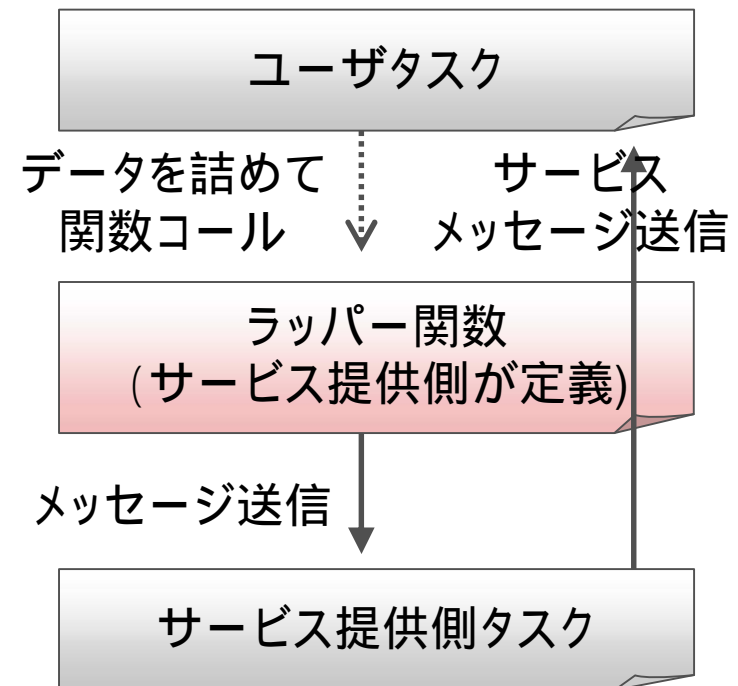 ユーザタスク
データを詰めて
関数コール
サービス
メッセージ送信
ラッパー関数
(サービス提供側が定義)
メッセージ送信
サービス提供側タスク